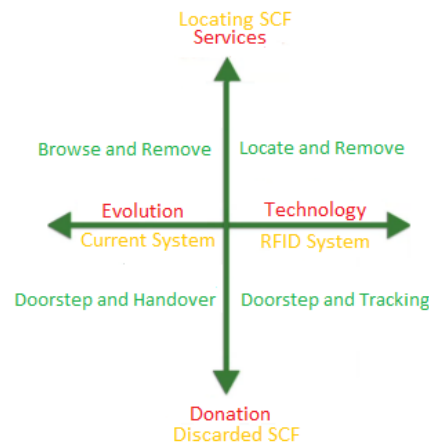 Locating SCF
Services
Browse and Remove
Locate and Remove
Evolution
Technology
Current System
RFID System
Doorstep and Handover
Doorstep and Tracking
Donation
Discarded SCF